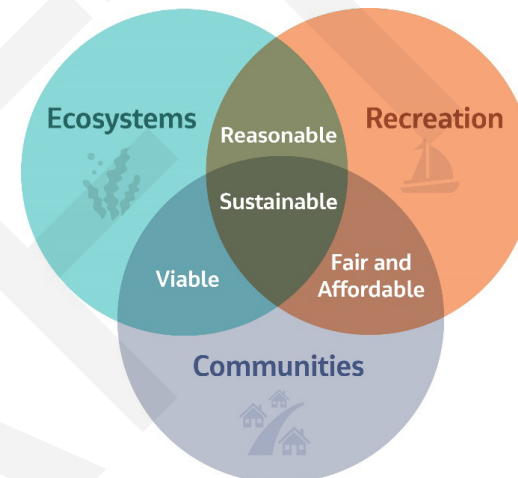 Ecosystems
Recreation
Reasonable
Sustainable
Viable
Fair and
Affordable
Communities